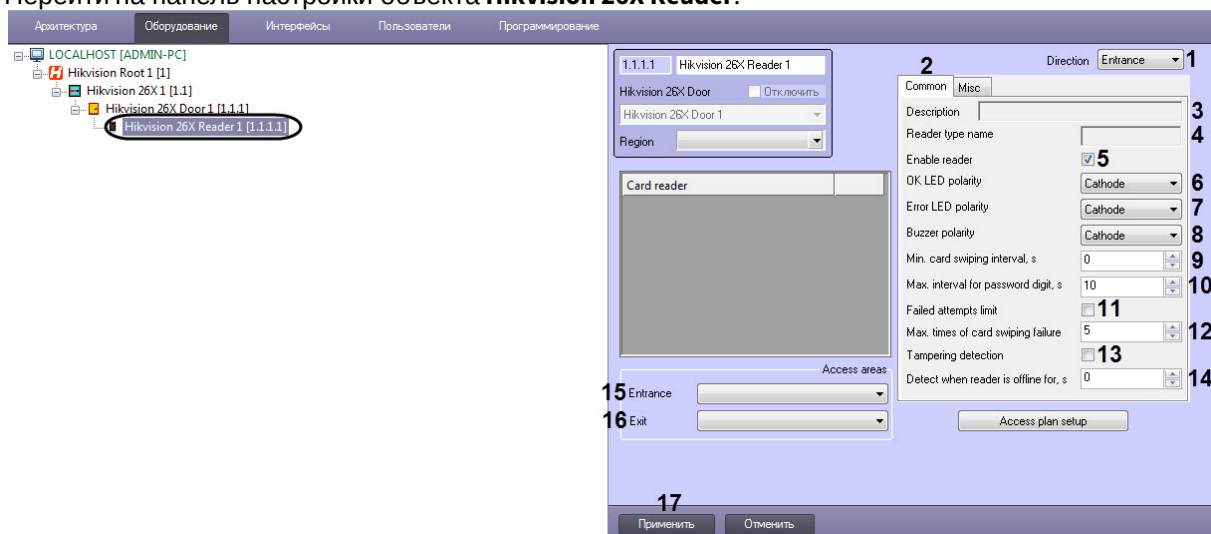 Перейти на панель настройки объекта Hikvision 26X Reader.
Архитектура Оборудование Интерфейсы Пользователи Программирование
LOCALHOST [ADMIN-PC]
Hikvision Root 1 [1]
Hikvision 26X 1 [1.1]
Hikvision 26X Door 1 [1.1.1]
Hikvision 26X Reader 1 [1.1.1.1]
1.1.1.1 Hikvision 26X Reader 1
Hikvision 26X Door Отключить
Hikvision 26X Door 1
Region
Card reader
Access areas
15 Entrance
16 Exit
2 Direction Entrance 1
Common Misc
Description 3
Reader type name 4
Enable reader 5
OK LED polarity Cathode 6
Error LED polarity Cathode 7
Buzzer polarity Cathode 8
Min. card swiping interval, s 0 9
Max. interval for password digit, s 10 10
Failed attempts limit 11
Max. times of card swiping failure 5 12
Tampering detection 13
Detect when reader is offline for, s 0 14
Access plan setup
17
Применить Отменить